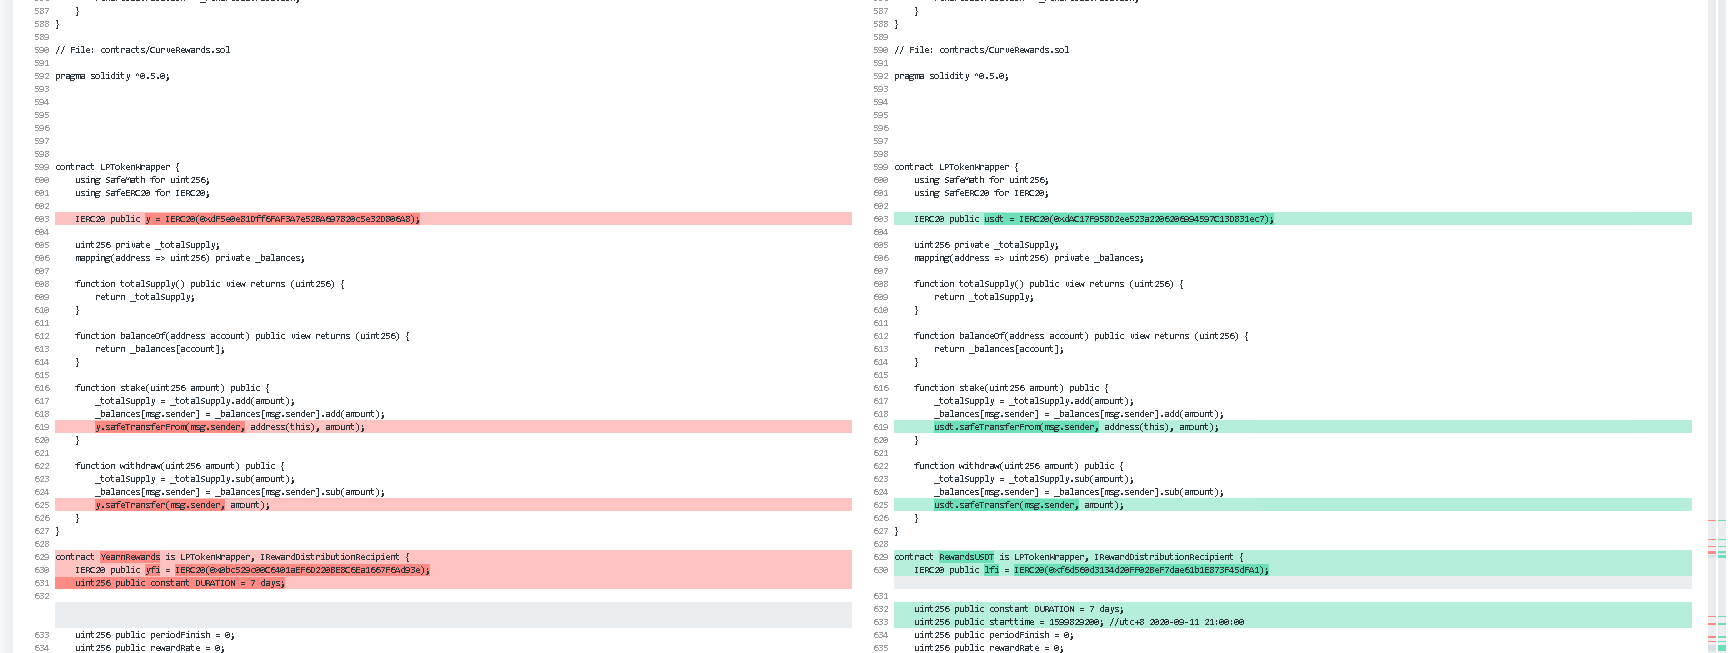 587 }
588 }
589
590 // File: contracts/CurveRewards.sol
591
592 pragma solidity ^0.5.0;
593
594
595
596
597
598
599 contract LPTokenWrapper {
600 using SafeMath for uint256;
601 using SafeERC20 for IERC20;
602
603 IERC20 public y = IERC20(0xdF5e0e81Dff6FAF3A7e52BA697820c5e32D806A8);
604
605 uint256 private _totalSupply;
606 mapping(address => uint256) private _balances;
607
608 function totalSupply() public view returns (uint256) {
609 return _totalSupply;
610 }
611
612 function balanceOf(address account) public view returns (uint256) {
613 return _balances[account];
614 }
615
616 function stake(uint256 amount) public {
617 _totalSupply = _totalSupply.add(amount);
618 _balances[msg.sender] = _balances[msg.sender].add(amount);
619 y.safeTransferFrom(msg.sender, address(this), amount);
620 }
621
622 function withdraw(uint256 amount) public {
623 _totalSupply = _totalSupply.sub(amount);
624 _balances[msg.sender] = _balances[msg.sender].sub(amount);
625 y.safeTransfer(msg.sender, amount);
626 }
627 }
628
629 contract YearnRewards is LPTokenWrapper, IRewardDistributionRecipient {
630 IERC20 public yfi = IERC20(0x0bc529c00C6401aEF6D220BE8C6Ea1667F6Ad93e);
631 uint256 public constant DURATION = 7 days;
632
633 uint256 public periodFinish = 0;
634 uint256 public rewardRate = 0;
587 }
588 }
589
590 // File: contracts/CurveRewards.sol
591
592 pragma solidity ^0.5.0;
593
594
595
596
597
598
599 contract LPTokenWrapper {
600 using SafeMath for uint256;
601 using SafeERC20 for IERC20;
602
603 IERC20 public usdt = IERC20(0xdAC17F958D2ee523a2206206994597C13D831ec7);
604
605 uint256 private _totalSupply;
606 mapping(address => uint256) private _balances;
607
608 function totalSupply() public view returns (uint256) {
609 return _totalSupply;
610 }
611
612 function balanceOf(address account) public view returns (uint256) {
613 return _balances[account];
614 }
615
616 function stake(uint256 amount) public {
617 _totalSupply = _totalSupply.add(amount);
618 _balances[msg.sender] = _balances[msg.sender].add(amount);
619 usdt.safeTransferFrom(msg.sender, address(this), amount);
620 }
621
622 function withdraw(uint256 amount) public {
623 _totalSupply = _totalSupply.sub(amount);
624 _balances[msg.sender] = _balances[msg.sender].sub(amount);
625 usdt.safeTransfer(msg.sender, amount);
626 }
627 }
628
629 contract RewardsUSDT is LPTokenWrapper, IRewardDistributionRecipient {
630 IERC20 public lfi = IERC20(0xf6d560d3134d20FF028eF7dae61b1E873F45dFA1);
631
632 uint256 public constant DURATION = 7 days;
633 uint256 public starttime = 1599829200; //utc+8 2020-09-11 21:00:00
634 uint256 public periodFinish = 0;
635 uint256 public rewardRate = 0;